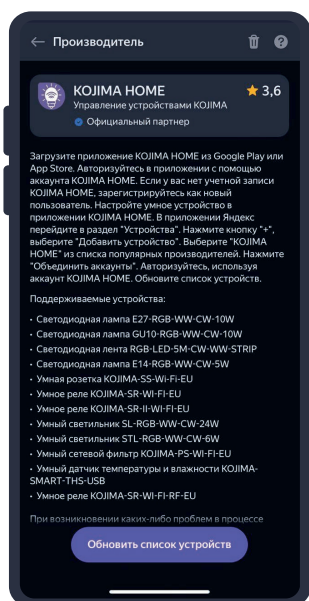 ← Производитель
KOJIMA HOME
3,6
Управление устройствами KOJIMA
Официальный партнер
Загрузите приложение KOJIMA HOME из Google Play или
App Store. Авторизуйтесь в приложении с помощью
аккаунта KOJIMA HOME. Если у вас нет учетной записи
KOJIMA HOME, зарегистрируйтесь как новый
пользователь. Настройте умное устройство в
приложении KOJIMA HOME. В приложении Яндекс
перейдите в раздел "Устройства". Нажмите кнопку "+",
выберите "Добавить устройство". Выберите "KOJIMA
HOME" из списка популярных производителей. Нажмите
"Объединить аккаунты". Авторизуйтесь, используя
аккаунт KOJIMA HOME. Обновите список устройств.
Поддерживаемые устройства:
• Светодиодная лампа E27-RGB-WW-CW-10W
• Светодиодная лампа GU10-RGB-WW-CW-10W
• Светодиодная лента RGB-LED-5M-CW-WW-STRIP
• Светодиодная лампа E14-RGB-WW-CW-5W
• Умная розетка KOJIMA-SS-Wi-Fi-EU
• Умное реле KOJIMA-SR-WI-FI-EU
• Умное реле KOJIMA-SR-II-WI-FI-EU
• Умный светильник SL-RGB-WW-CW-24W
• Умный светильник STL-RGB-WW-CW-6W
• Умный сетевой фильтр KOJIMA-PS-WI-FI-EU
• Умный датчик температуры и влажности KOJIMA-
SMART-THS-USB
• Умное реле KOJIMA-SR-WI-FI-RF-EU
При возникновении каких-либо проблем в процессе
Обновить список устройств